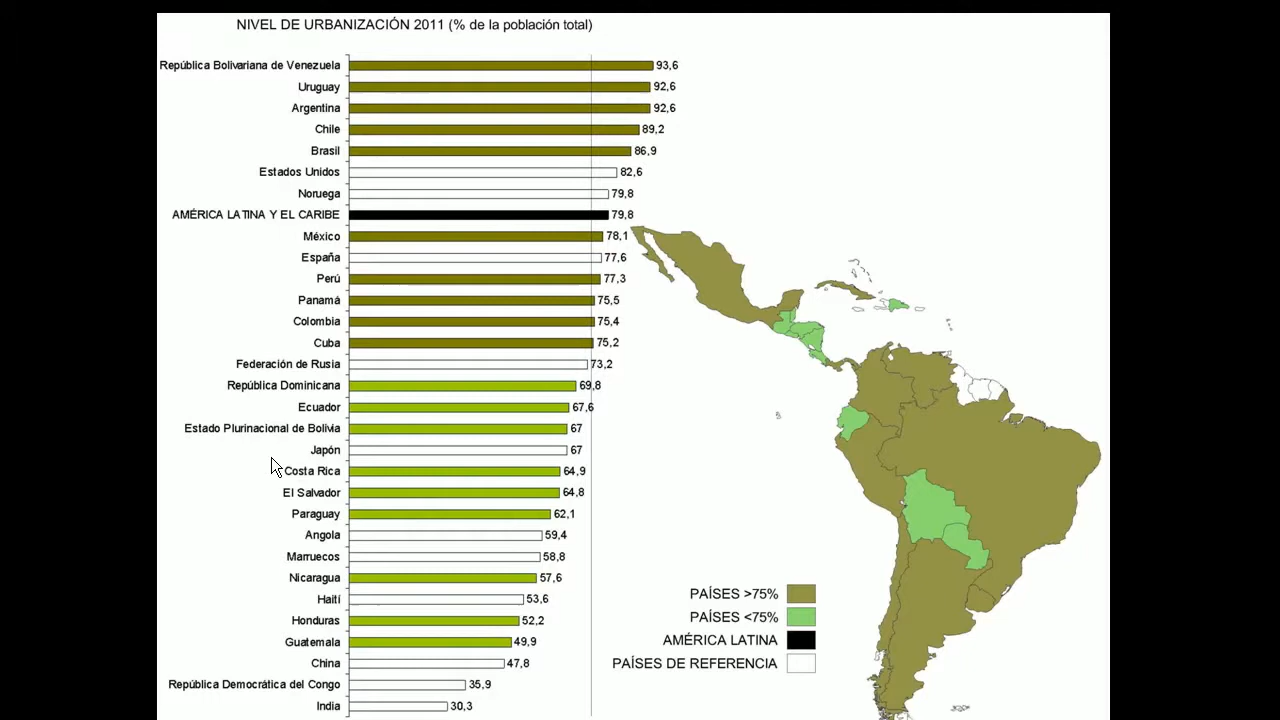 NIVEL DE URBANIZACIÓN 2011 (% de la población total)
República Bolivariana de Venezuela 93,6
Uruguay 92,6
Argentina 92,6
Chile 89,2
Brasil 86,9
Estados Unidos 82,6
Noruega 79,8
AMÉRICA LATINA Y EL CARIBE 79,8
México 78,1
España 77,6
Perú 77,3
Panamá 75,5
Colombia 75,4
Cuba 75,2
Federación de Rusia 73,2
República Dominicana 69,8
Ecuador 67,6
Estado Plurinacional de Bolivia 67
Japón 67
Costa Rica 64,9
El Salvador 64,8
Paraguay 62,1
Angola 59,4
Marruecos 58,8
Nicaragua 57,6
Haití 53,6
Honduras 52,2
Guatemala 49,9
China 47,8
República Democrática del Congo 35,9
India 30,3
PAÍSES >75%
PAÍSES <75%
AMÉRICA LATINA
PAÍSES DE REFERENCIA